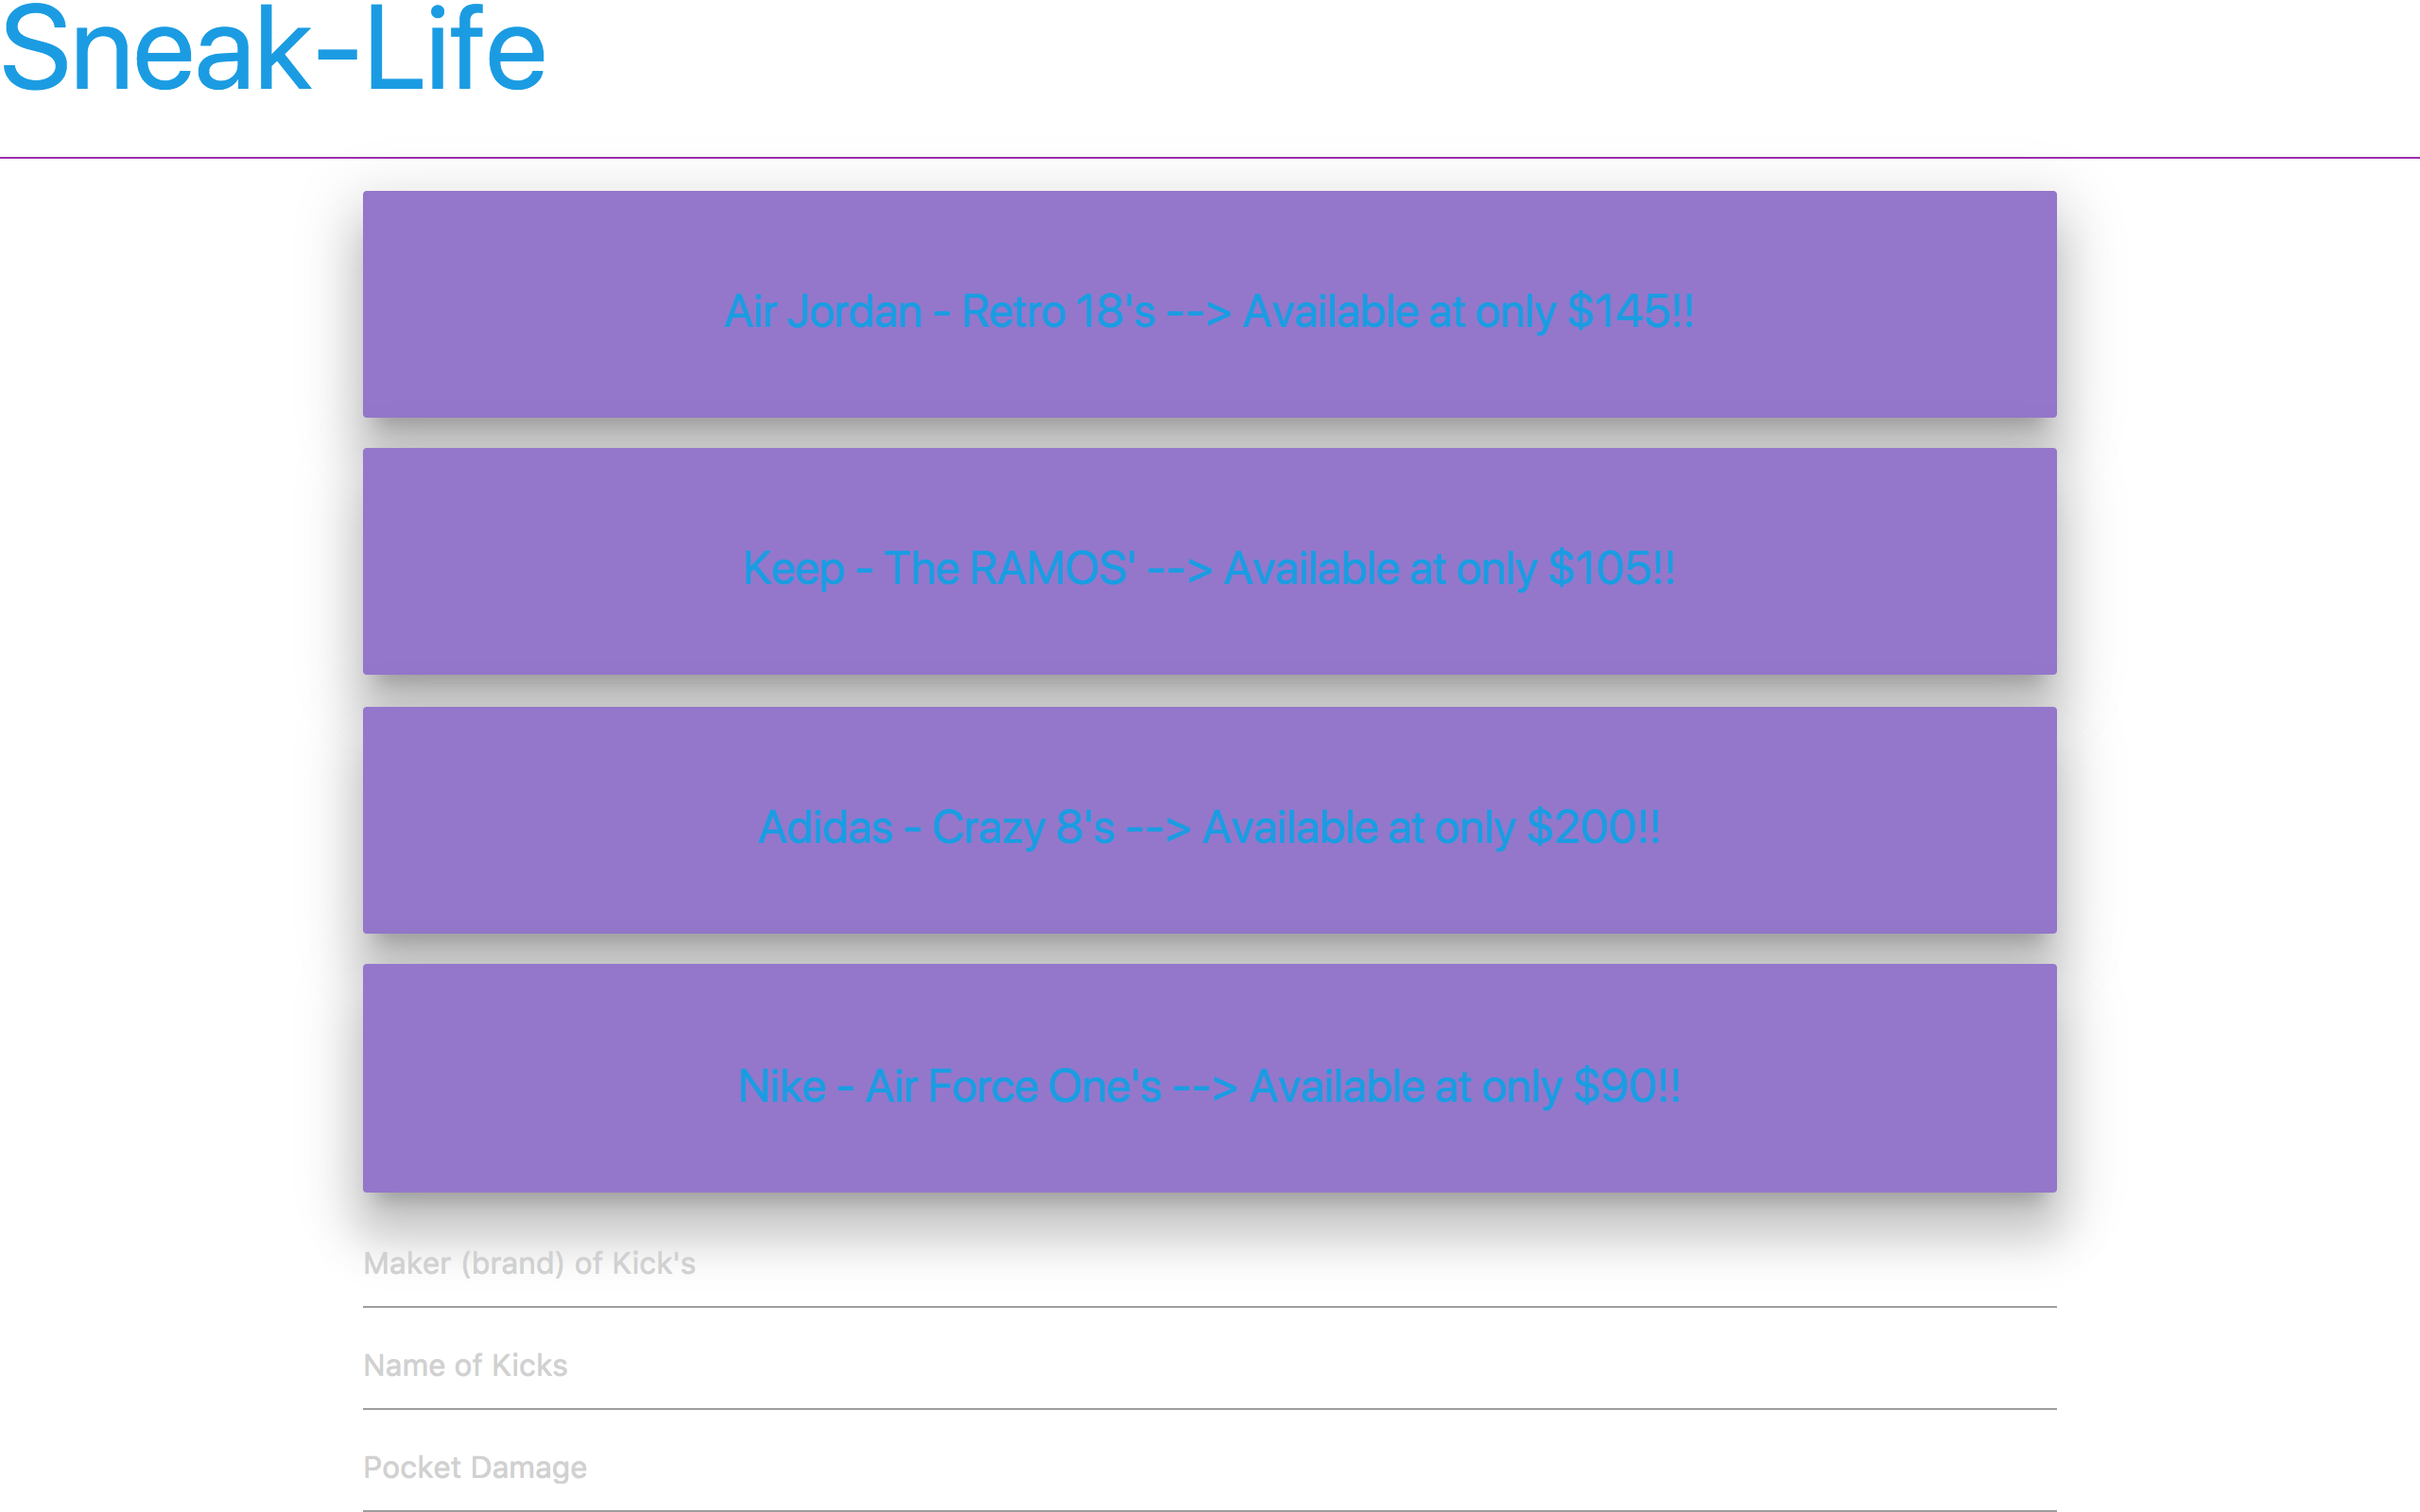 Sneak-Life
Air Jordan - Retro 18's --> Available at only $145!!
Keep - The RAMOS' --> Available at only $105!!
Adidas - Crazy 8's --> Available at only $200!!
Nike - Air Force One's --> Available at only $90!!
Maker (brand) of Kick's
Name of Kicks
Pocket Damage